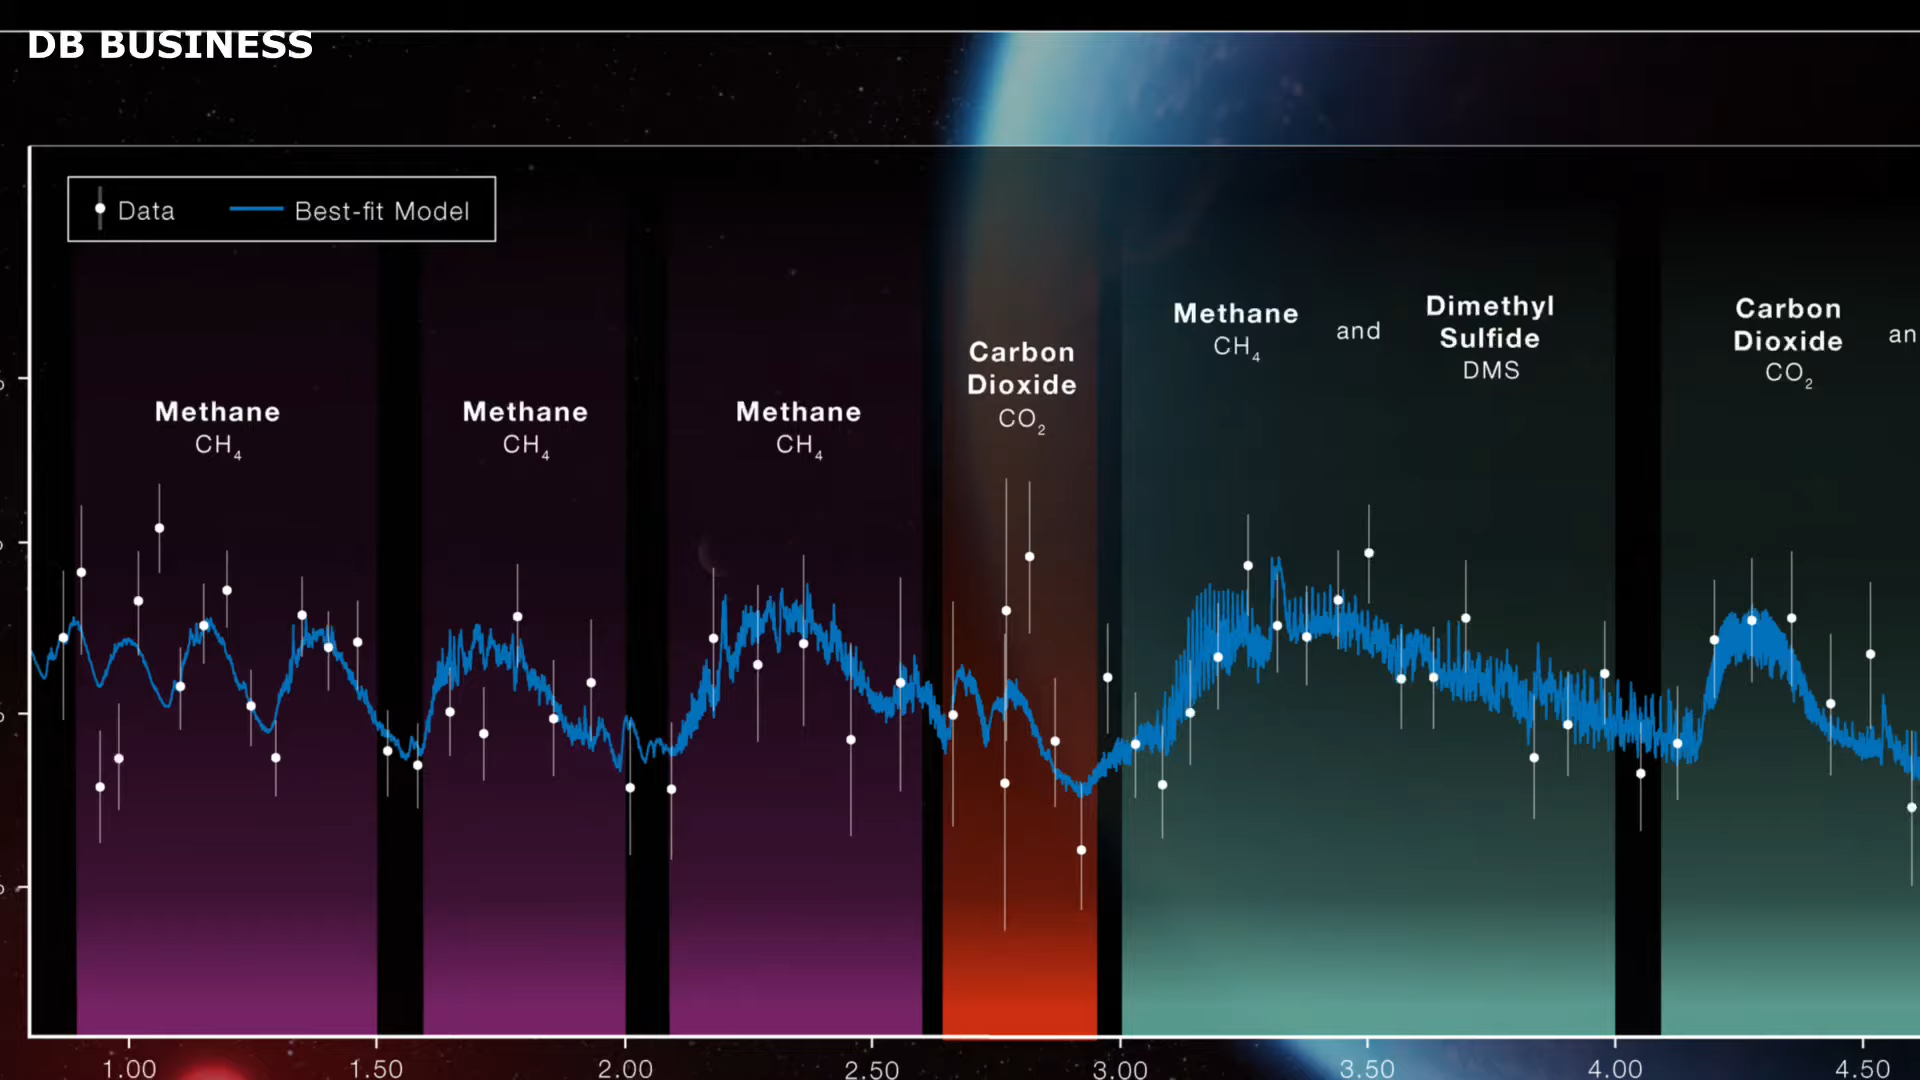 DB BUSINESS
Data Best-fit Model
Methane
CH₄
Methane
CH₄
Methane
CH₄
Carbon
Dioxide
CO₂
Methane
CH₄
and
Dimethyl
Sulfide
DMS
Carbon
Dioxide
CO₂
an
1.00 1.50 2.00 2.50 3.00 3.50 4.00 4.50